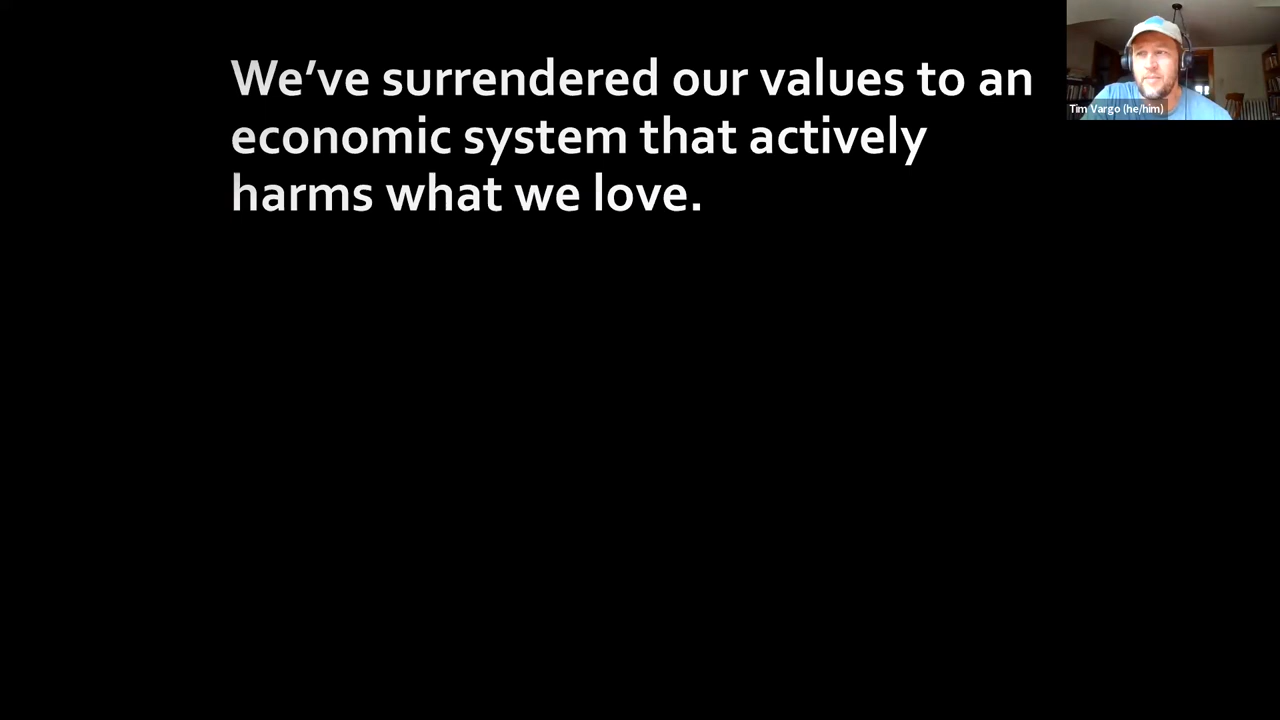 We've surrendered our values to an
economic system that actively
harms what we love.
Tim Vargo (he/him)